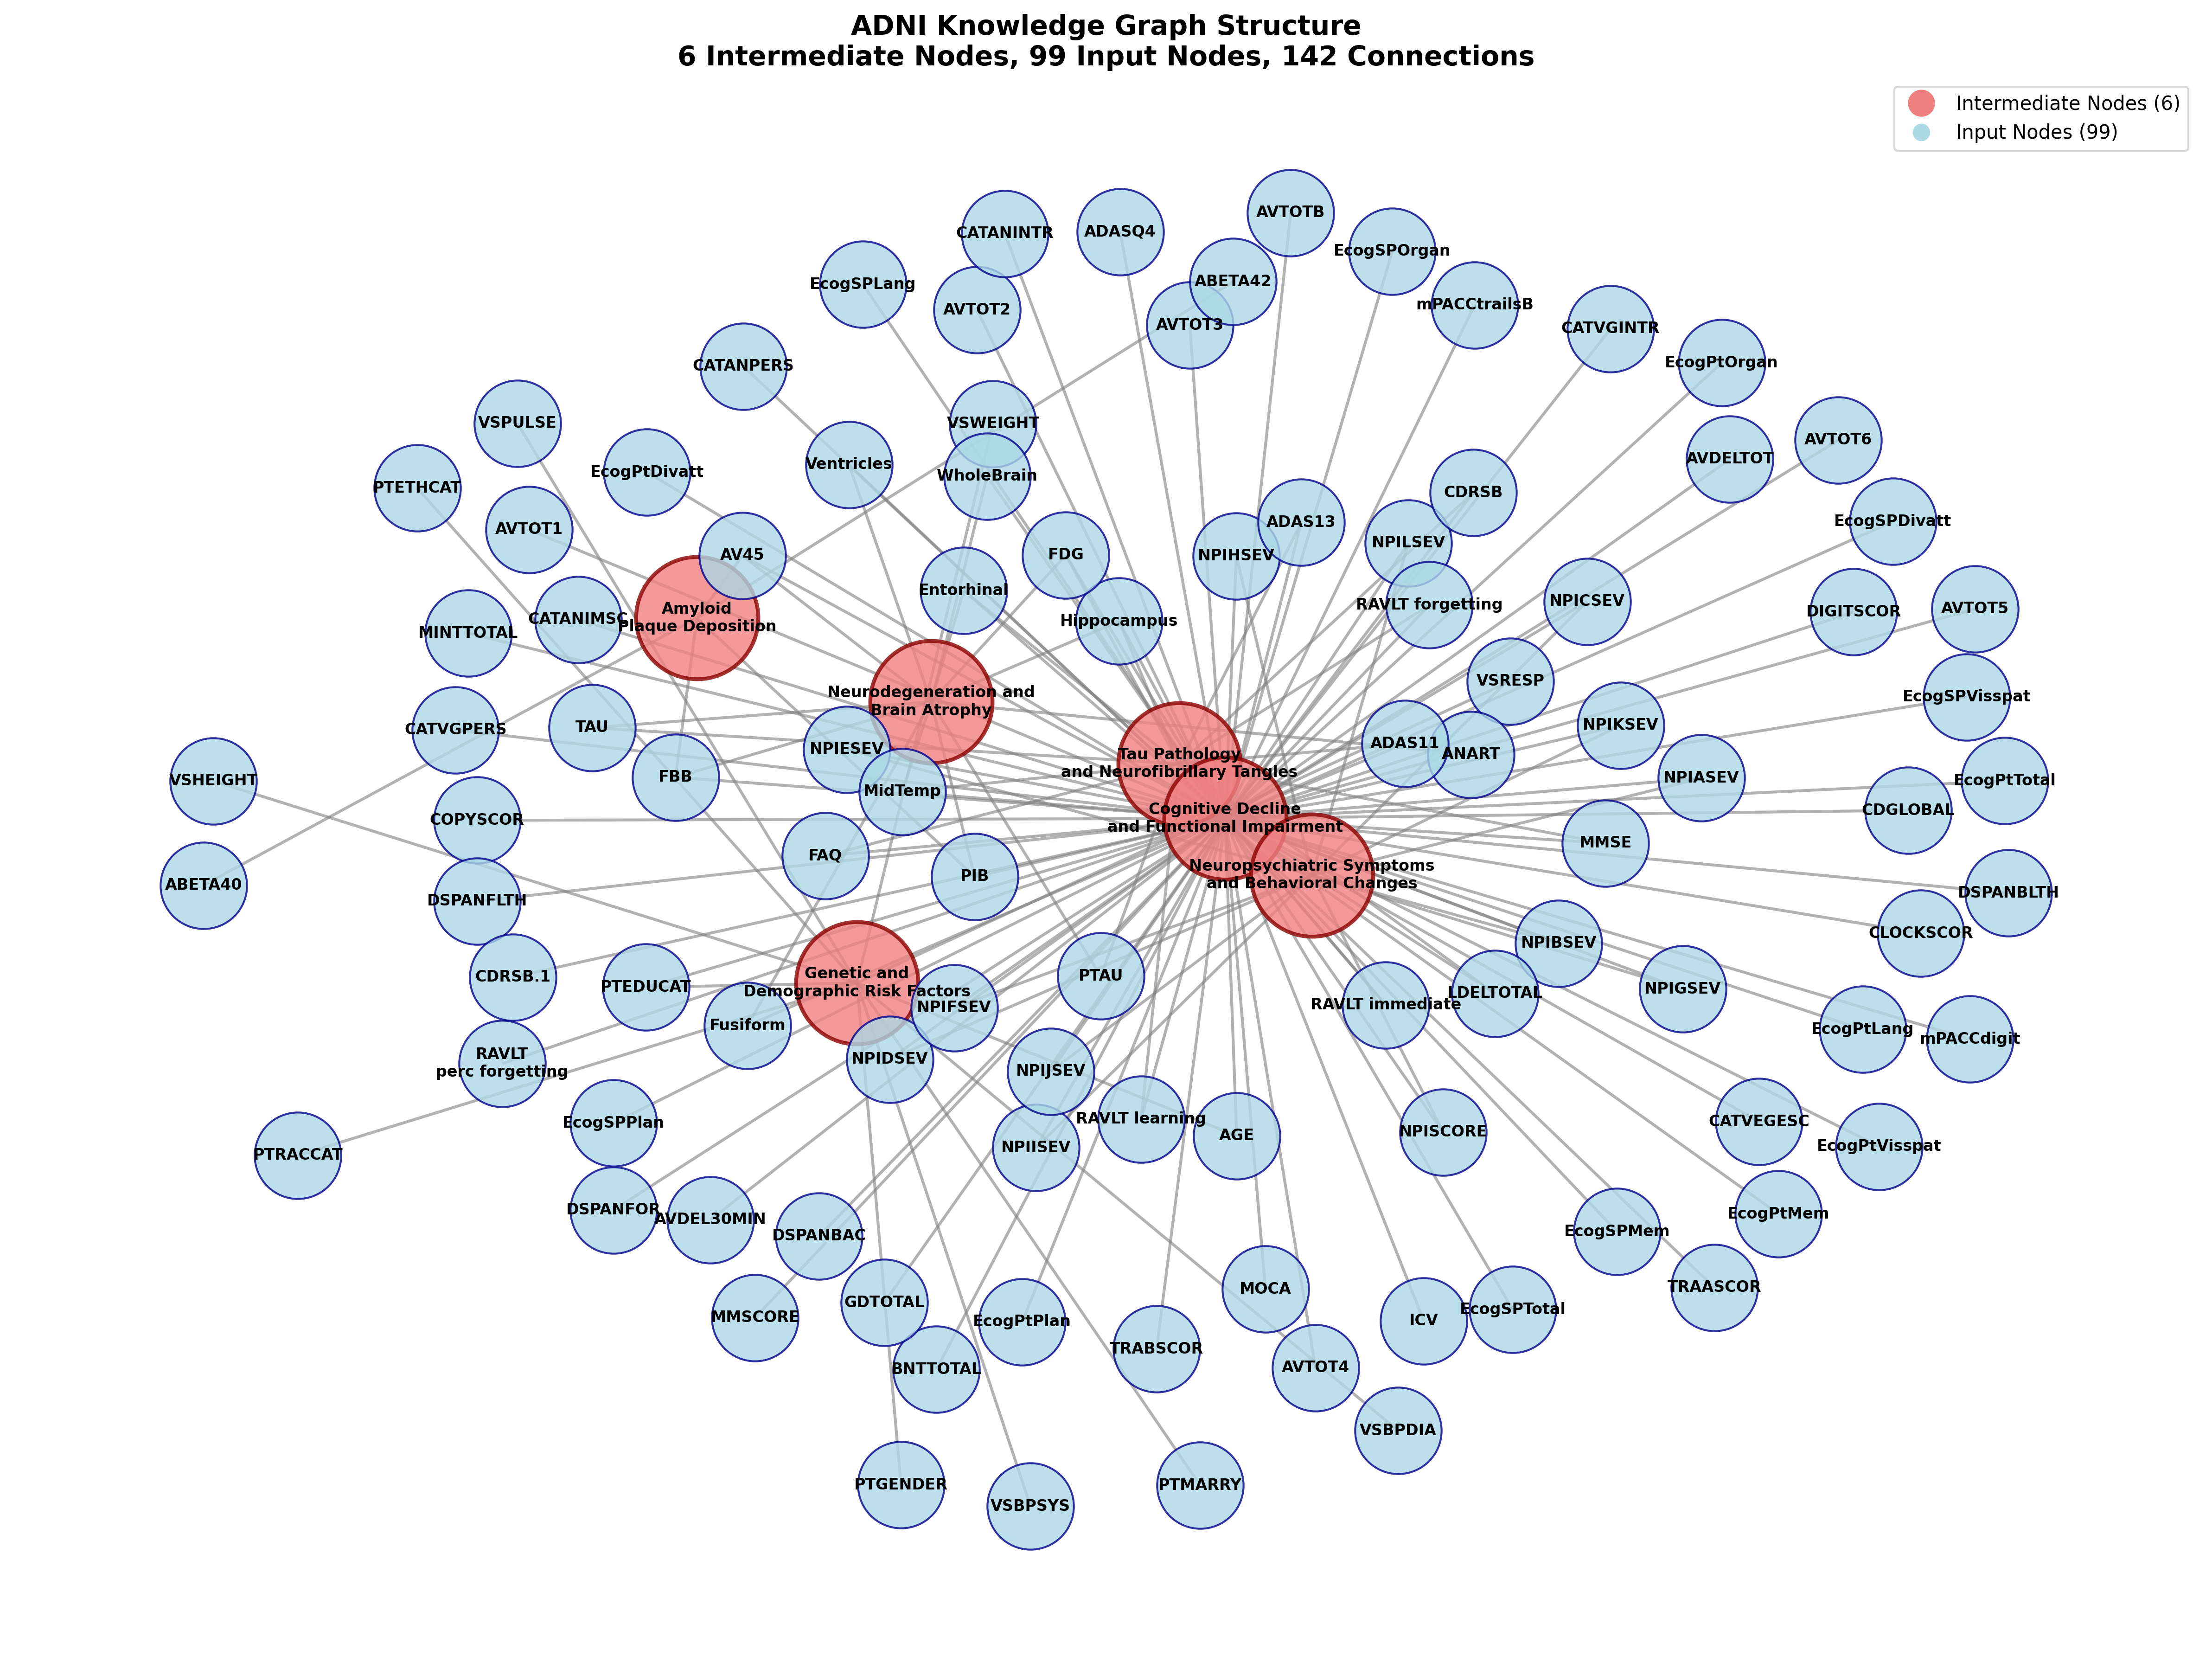 ADNI Knowledge Graph Structure
6 Intermediate Nodes, 99 Input Nodes, 142 Connections
Intermediate Nodes (6)
Input Nodes (99)
AVTOTB
CATANINTR
ADASQ4
EcogSPOrgan
ABETA42
EcogSPLang
mPACCtrailsB
AVTOT2
AVTOT3
CATVGINTR
CATANPERS
EcogPtOrgan
VSPULSE
VSWEIGHT
AVTOT6
AVDELTOT
Ventricles
EcogPtDivatt
WholeBrain
PTETHCAT
CDRSB
ADAS13
EcogSPDivatt
AVTOT1
NPILSEV
AV45
FDG
NPIHSEV
Entorhinal
NPICSEV
RAVLT forgetting
AVTOT5
DIGITSCOR
Amyloid
Plaque Deposition
CATANIMSC
Hippocampus
MINTTOTAL
VSRESP
Neurodegeneration and
Brain Atrophy
EcogSPVisspat
TAU
NPIKSEV
CATVGPERS
ADAS11
NPIESEV
ANART
Tau Pathology
and Neurofibrillary Tangles
FBB
NPIASEV
VSHEIGHT
EcogPtTotal
MidTemp
CDGLOBAL
Cognitive Decline
and Functional Impairment
COPYSCOR
MMSE
FAQ
Neuropsychiatric Symptoms
and Behavioral Changes
PIB
ABETA40
DSPANBLTH
DSPANFLTH
CLOCKSCOR
NPIBSEV
CDRSB.1
PTAU
Genetic and
Demographic Risk Factors
PTEDUCAT
NPIGSEV
LDELTOTAL
RAVLT immediate
NPIFSEV
Fusiform
EcogPtLang
mPACCdigit
NPIDSEV
RAVLT
perc forgetting
NPIJSEV
RAVLT learning
EcogSPPlan
CATVEGESC
NPISCORE
AGE
NPIISEV
EcogPtVisspat
PTRACCAT
DSPANFOR
AVDEL30MIN
EcogPtMem
EcogSPMem
DSPANBAC
TRAASCOR
MOCA
GDTOTAL
EcogSPTotal
MMSCORE
EcogPtPlan
ICV
TRABSCOR
AVTOT4
BNTTOTAL
VSBPDIA
PTGENDER
PTMARRY
VSBPSYS